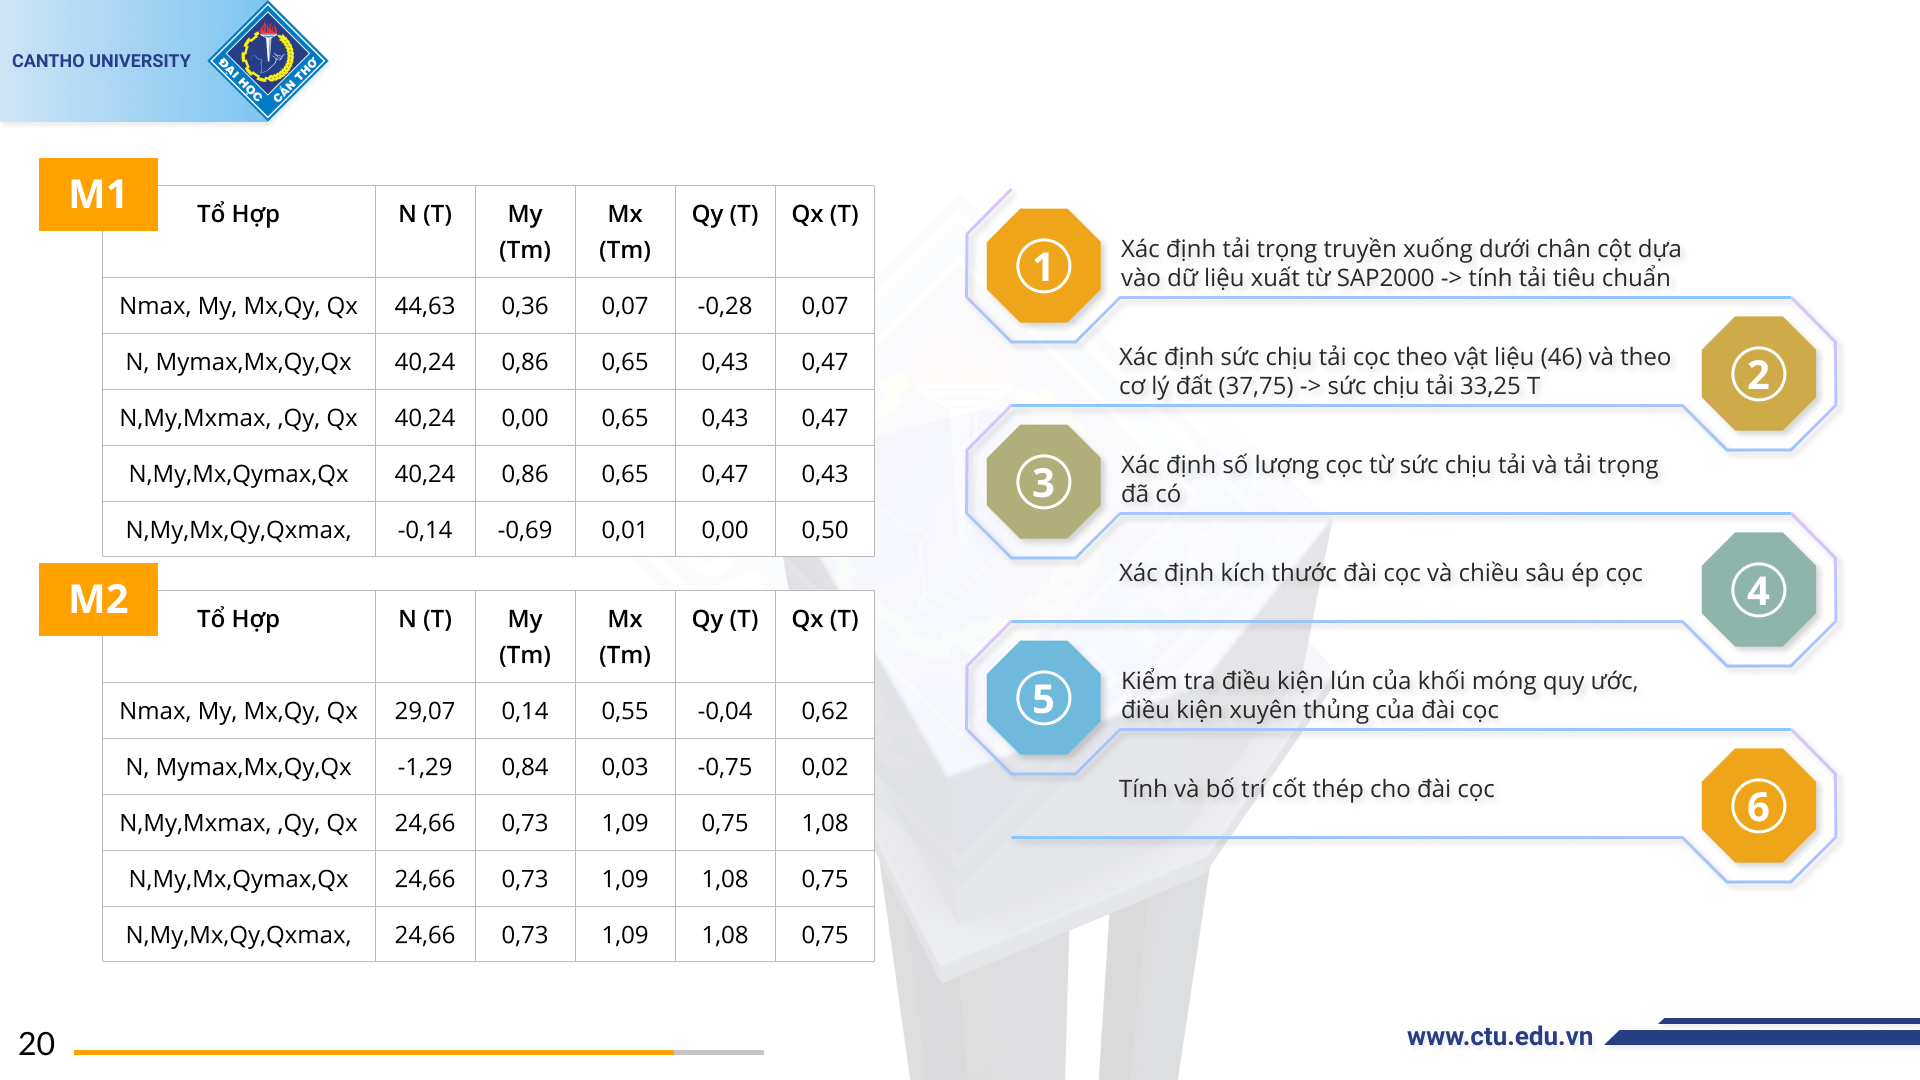 CANTHO UNIVERSITY
ĐẠI HỌC CẦN THƠ
M1
Tổ Hợp N (T) My (Tm) Mx (Tm) Qy (T) Qx (T)
Nmax, My, Mx,Qy, Qx 44,63 0,36 0,07 -0,28 0,07
N, Mymax,Mx,Qy,Qx 40,24 0,86 0,65 0,43 0,47
N,My,Mxmax, ,Qy, Qx 40,24 0,00 0,65 0,43 0,47
N,My,Mx,Qymax,Qx 40,24 0,86 0,65 0,47 0,43
N,My,Mx,Qy,Qxmax, -0,14 -0,69 0,01 0,00 0,50
M2
Tổ Hợp N (T) My (Tm) Mx (Tm) Qy (T) Qx (T)
Nmax, My, Mx,Qy, Qx 29,07 0,14 0,55 -0,04 0,62
N, Mymax,Mx,Qy,Qx -1,29 0,84 0,03 -0,75 0,02
N,My,Mxmax, ,Qy, Qx 24,66 0,73 1,09 0,75 1,08
N,My,Mx,Qymax,Qx 24,66 0,73 1,09 1,08 0,75
N,My,Mx,Qy,Qxmax, 24,66 0,73 1,09 1,08 0,75
1
Xác định tải trọng truyền xuống dưới chân cột dựa
vào dữ liệu xuất từ SAP2000 -> tính tải tiêu chuẩn
Xác định sức chịu tải cọc theo vật liệu (46) và theo
cơ lý đất (37,75) -> sức chịu tải 33,25 T
2
3
Xác định số lượng cọc từ sức chịu tải và tải trọng
đã có
Xác định kích thước đài cọc và chiều sâu ép cọc
4
5
Kiểm tra điều kiện lún của khối móng quy ước,
điều kiện xuyên thủng của đài cọc
Tính và bố trí cốt thép cho đài cọc
6
20
www.ctu.edu.vn